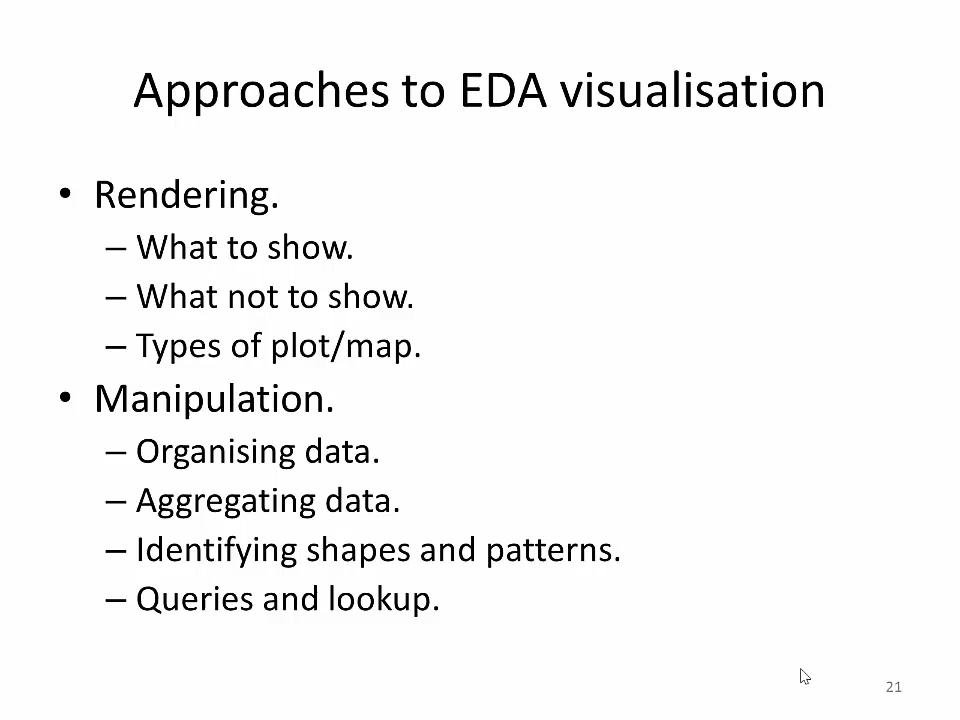 Approaches to EDA visualisation
• Rendering.
– What to show.
– What not to show.
– Types of plot/map.
• Manipulation.
– Organising data.
– Aggregating data.
– Identifying shapes and patterns.
– Queries and lookup.
21